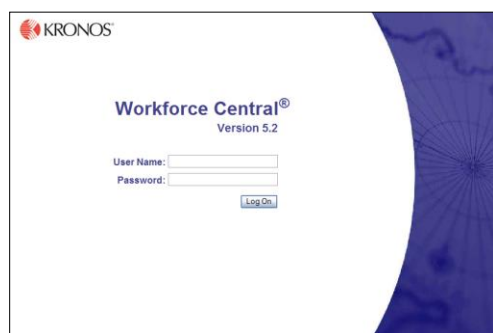 KRONOS®
Workforce Central®
Version 5.2
User Name:
Password:
Log On